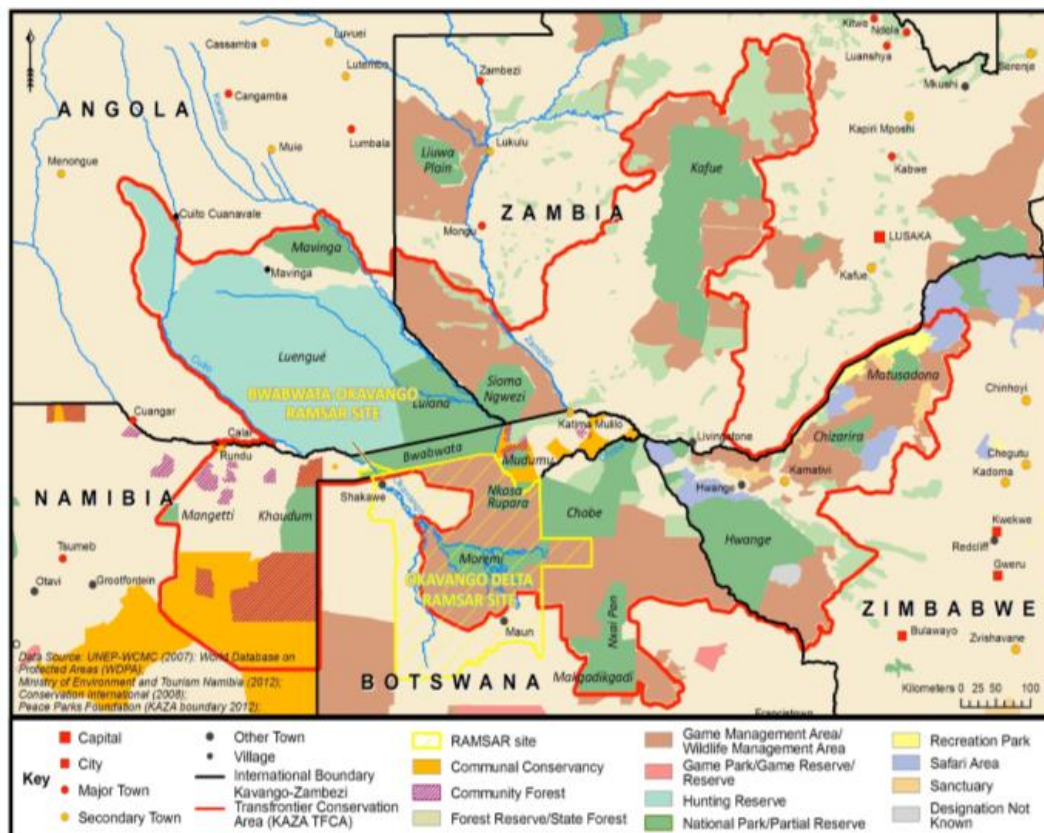 Cassamba
Luvuei
Lutembo
Cangamba
ANGOLA
Lumbala
Muie
Menongue
Cuito Cuanavale
Mavinga
Mavinga
Luengué
Cuito
BWABWATA OKAVANGO
RAMSAR SITE
Luiana
Cuangar
Calai
Rundu
Zambezi
Lukulu
Liuwa
Plain
Mongu
ZAMBIA
Kafue
Zambezi
Sioma
Ngwezi
Kitwe
Ndola
Luanshya
Serenje
Mkushi
Kapiri Mposhi
Kabwe
LUSAKA
Kafue
Katima Mulilo
Livingstone
Bwabwata
Mudumu
Nkasa
Rupara
Shakawe
Okavango
NAMIBIA
Mangetti
Khaudum
Tsumeb
Otavi
Grootfontein
Chobe
Moremi
OKAVANGO DELTA
RAMSAR SITE
Maun
Nxai Pan
Makgadikgadi
BOTSWANA
Francistown
Matusadona
Chizarira
Kamativi
Hwange
Hwange
Chinhoyi
Chegutu
Kadoma
Kwekwe
Redcliff
Gweru
ZIMBABWE
Bulawayo
Zvishavane
Data Source: UNEP-WCMC (2007): World Database on
Protected Areas (WDPA);
Ministry of Environment and Tourism Namibia (2012);
Conservation International (2008);
Peace Parks Foundation (KAZA boundary 2012);
Kilometers 0 25 50 100
Key
Capital
City
Major Town
Secondary Town
Other Town
Village
International Boundary
Kavango-Zambezi
Transfrontier Conservation
Area (KAZA TFCA)
RAMSAR site
Communal Conservancy
Community Forest
Forest Reserve/State Forest
Game Management Area/
Wildlife Management Area
Game Park/Game Reserve/
Reserve
Hunting Reserve
National Park/Partial Reserve
Recreation Park
Safari Area
Sanctuary
Designation Not
Known